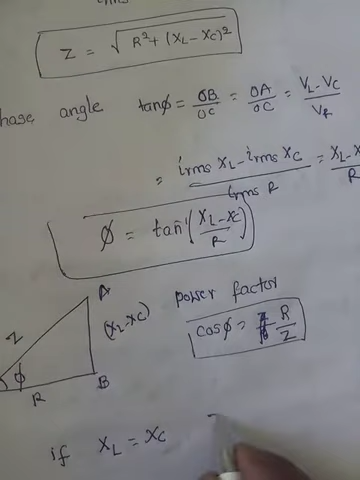 Z = √R²+(XL-XC)²
phase angle tanϕ = OB/OC = OA/OC = VL-VC/VR
= irms XL - irms XC / irms R = XL-X / R
ϕ = tan⁻¹(XL-XC/R)
A
power factor
Z
(XL-XC)
cosϕ = R/Z
ϕ
B
R
if XL = XC